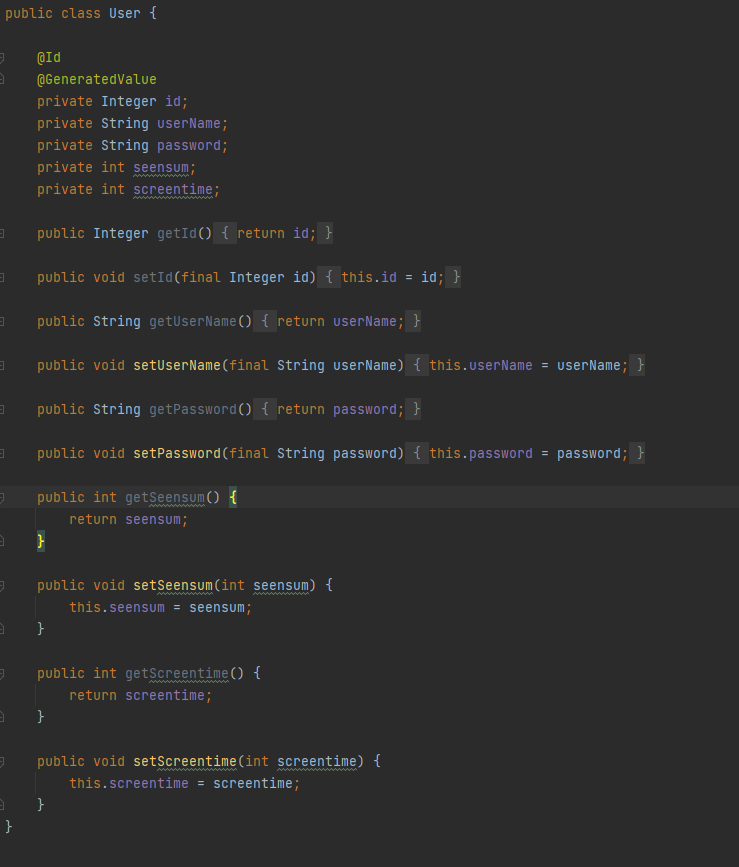 public class User {
@Id
@GeneratedValue
private Integer id;
private String userName;
private String password;
private int seensum;
private int screentime;
public Integer getId() { return id; }
public void setId(final Integer id) { this.id = id; }
public String getUserName() { return userName; }
public void setUserName(final String userName) { this.userName = userName; }
public String getPassword() { return password; }
public void setPassword(final String password) { this.password = password; }
public int getSeensum() {
return seensum;
}
public void setSeensum(int seensum) {
this.seensum = seensum;
}
public int getScreentime() {
return screentime;
}
public void setScreentime(int screentime) {
this.screentime = screentime;
}
}